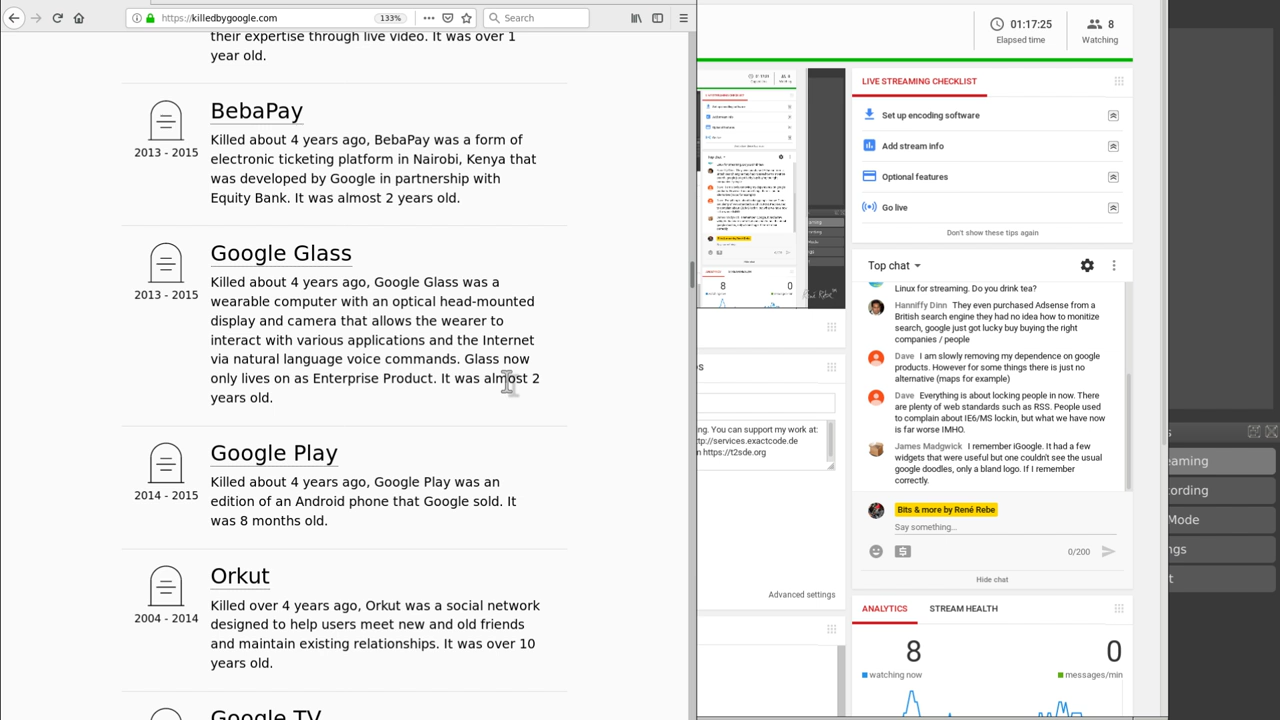 https://killedbygoogle.com
133%
Search
their expertise through live video. It was over 1
year old.
BebaPay
2013 - 2015
Killed about 4 years ago, BebaPay was a form of
electronic ticketing platform in Nairobi, Kenya that
was developed by Google in partnership with
Equity Bank. It was almost 2 years old.
Google Glass
2013 - 2015
Killed about 4 years ago, Google Glass was a
wearable computer with an optical head-mounted
display and camera that allows the wearer to
interact with various applications and the Internet
via natural language voice commands. Glass now
only lives on as Enterprise Product. It was almost 2
years old.
Google Play
2014 - 2015
Killed about 4 years ago, Google Play was an
edition of an Android phone that Google sold. It
was 8 months old.
Orkut
2004 - 2014
Killed over 4 years ago, Orkut was a social network
designed to help users meet new and old friends
and maintain existing relationships. It was over 10
years old.
Google TV
01:17:25
Elapsed time
8
Watching
LIVE STREAMING CHECKLIST
Set up encoding software
Add stream info
Optional features
Go live
Don't show these tips again
Top chat
Linux for streaming. Do you drink tea?
Hanniffy Dinn They even purchased Adsense from a
British search engine they had no idea how to monitize
search, google just got lucky buy buying the right
companies / people
Dave I am slowly removing my dependence on google
products. However for some things there is just no
alternative (maps for example)
Dave Everything is about locking people in now. There
are plenty of web standards such as RSS. People used
to complain about IE6/MS lockin, but what we have now
is far worse IMHO.
James Madgwick I remember iGoogle. It had a few
widgets that were useful but one couldn't see the usual
google doodles, only a bland logo. If I remember
correctly.
Bits & more by René Rebe
Say something...
0/200
Hide chat
ANALYTICS
STREAM HEALTH
8
watching now
0
messages/min
ing. You can support my work at:
ttp://services.exactcode.de
n https://t2sde.org
Advanced settings
8
0
René Rebe
s
eaming
ording
Mode
ngs
t